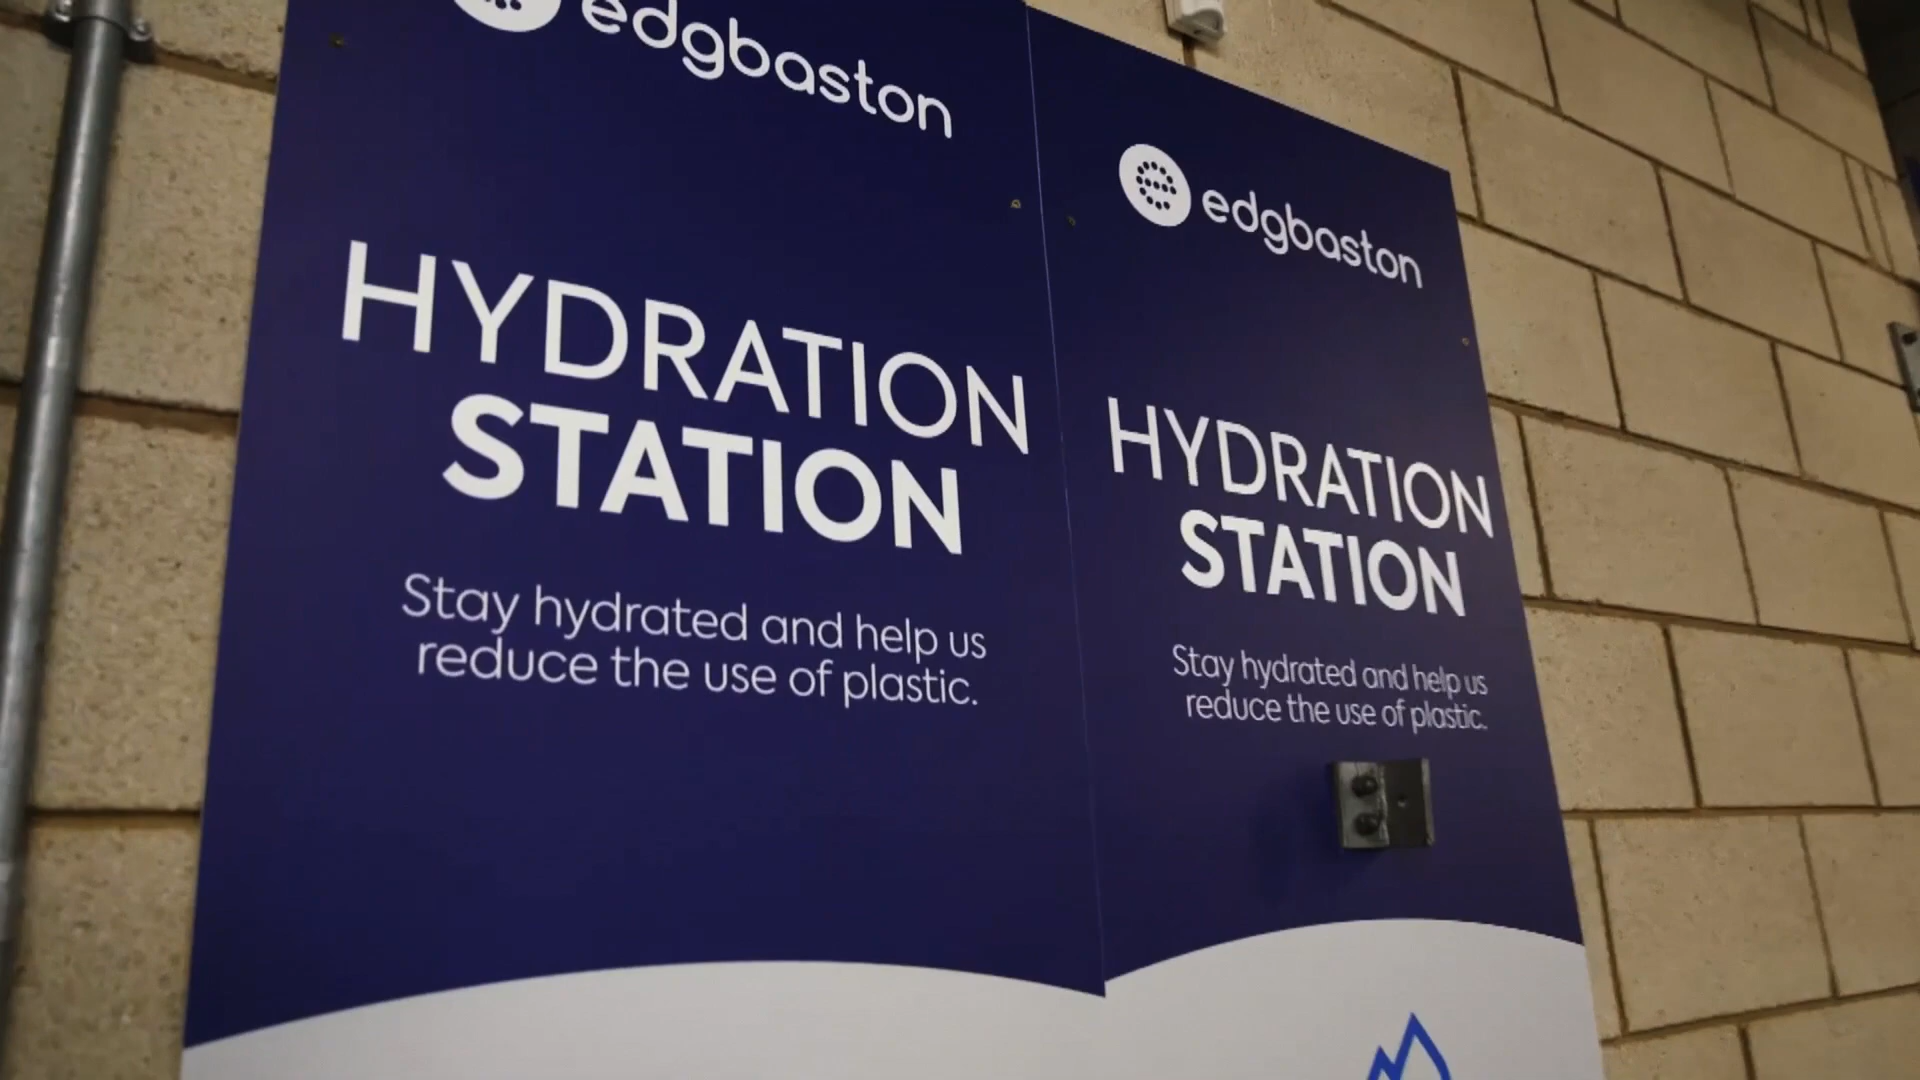 edgbaston
HYDRATION
STATION
Stay hydrated and help us
reduce the use of plastic.
edgbaston
HYDRATION
STATION
Stay hydrated and help us
reduce the use of plastic.